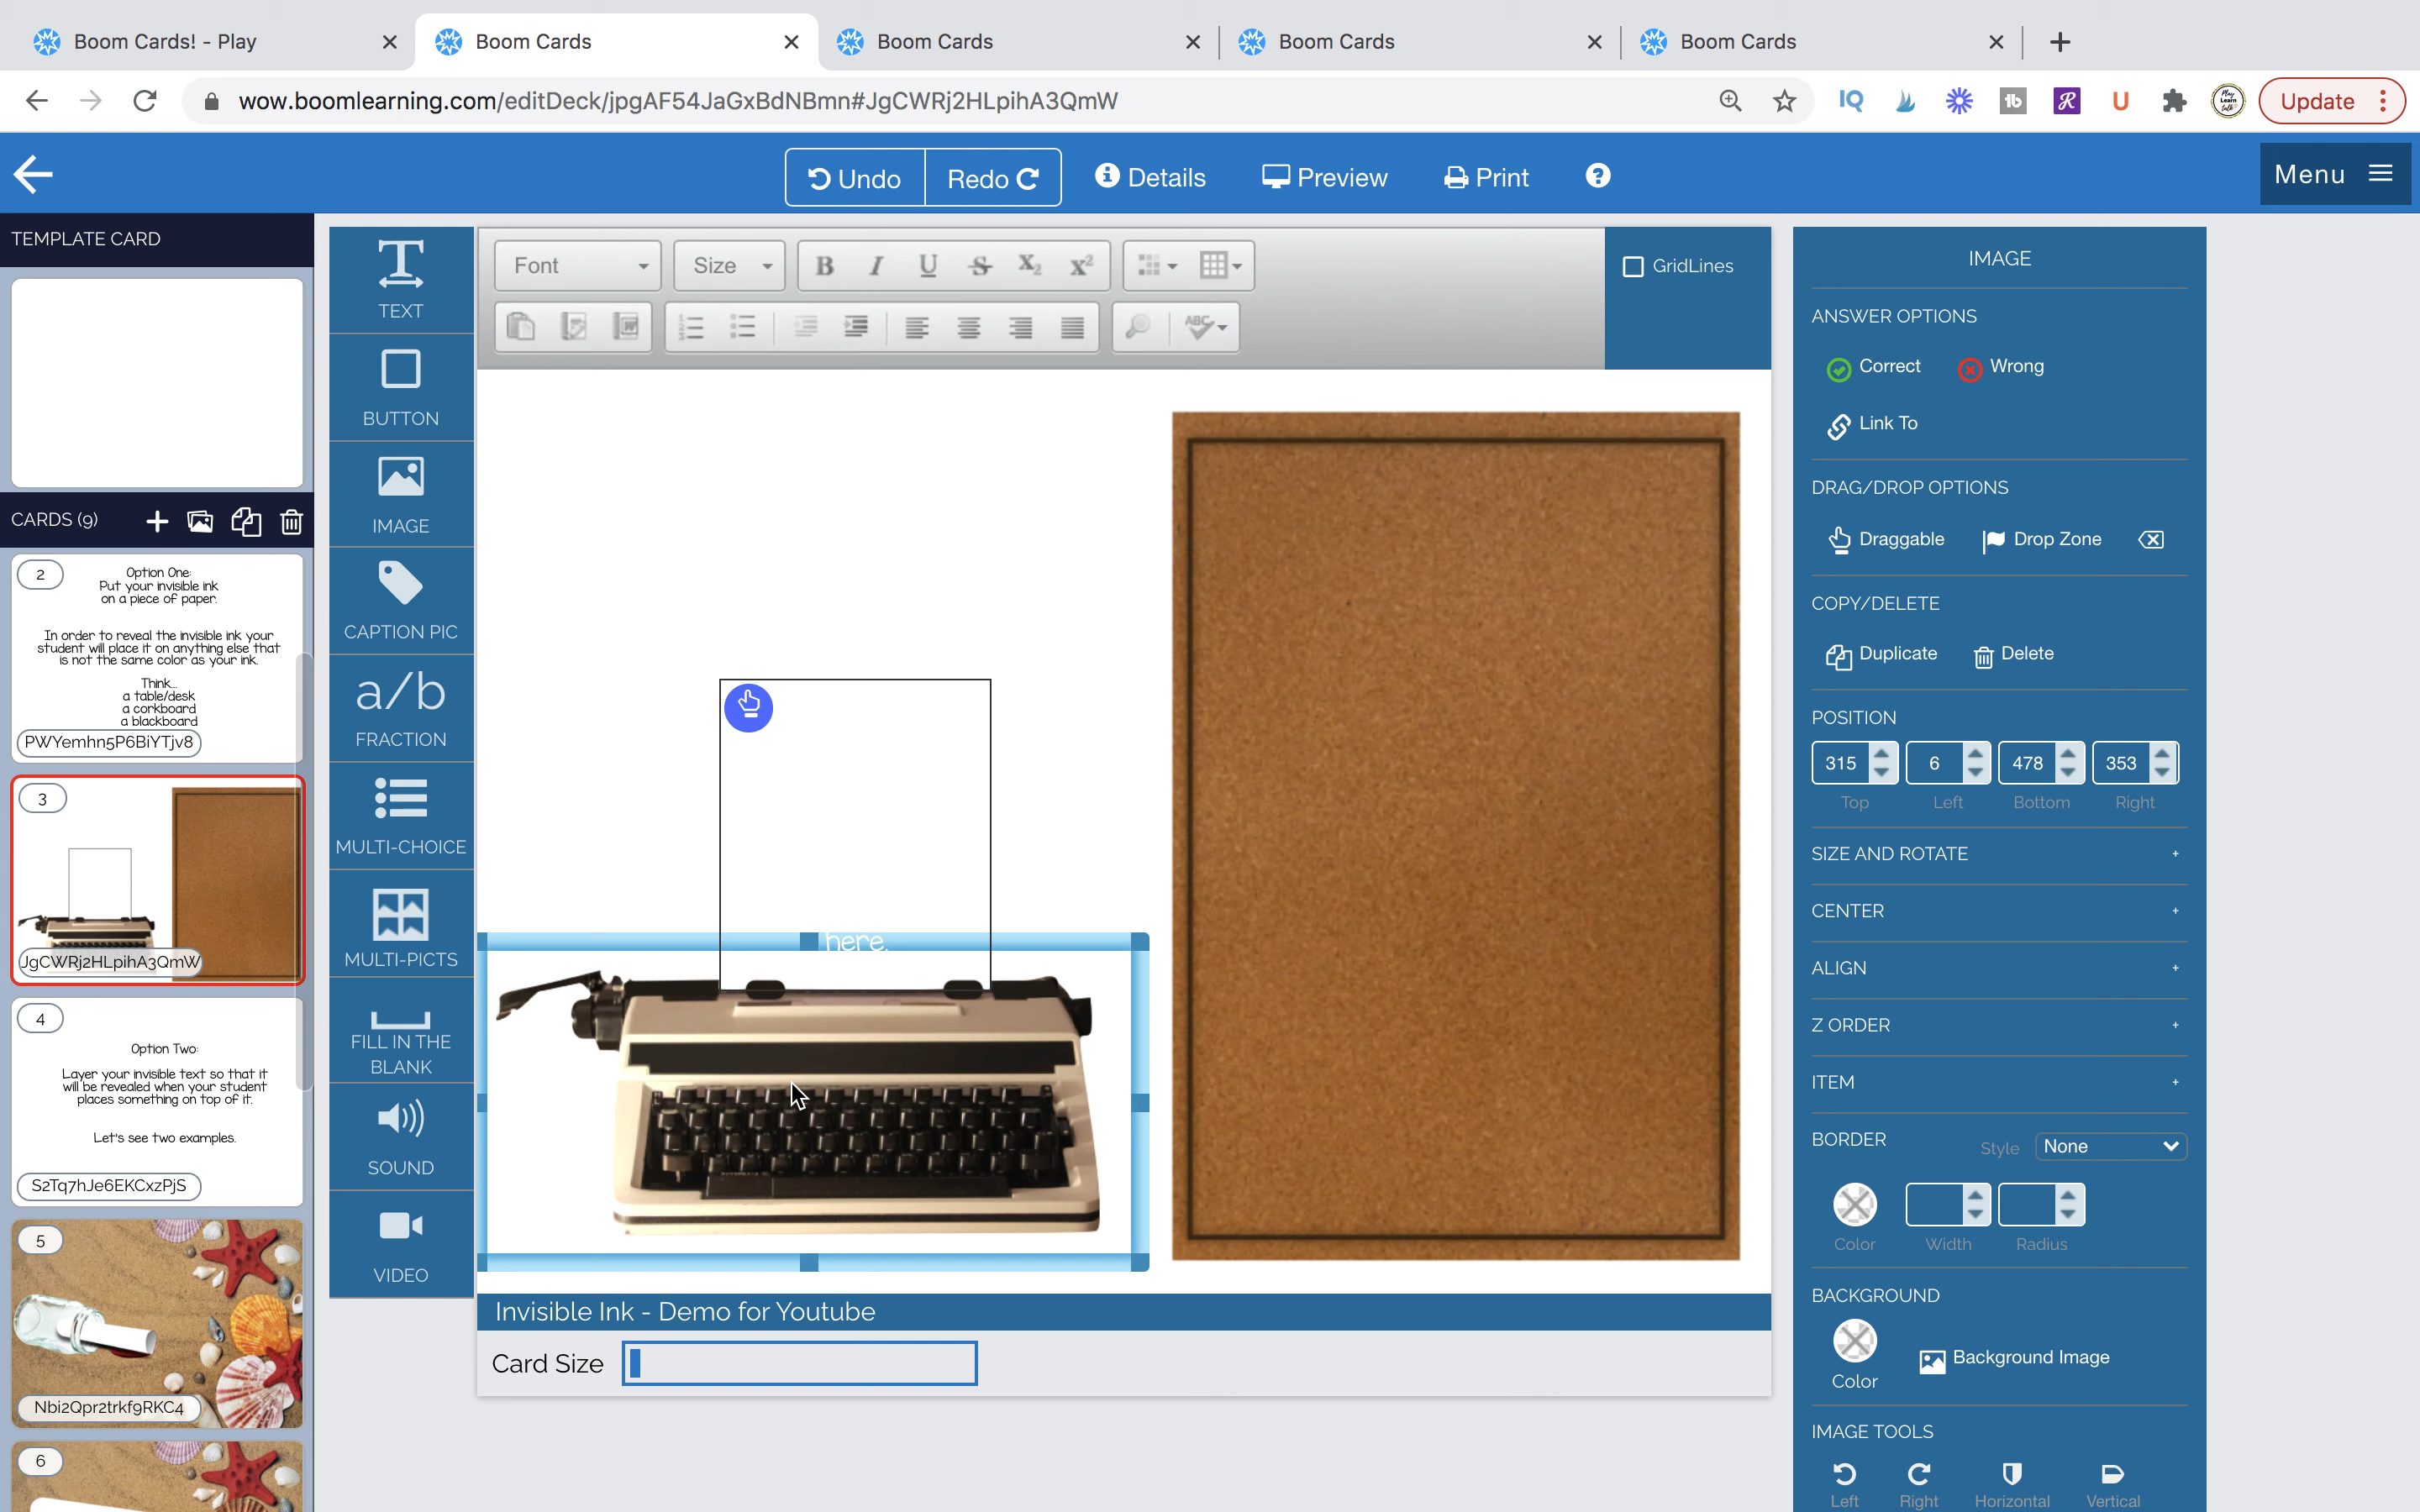 Boom Cards! - Play
Boom Cards
Boom Cards
Boom Cards
Boom Cards
wow.boomlearning.com/editDeck/jpgAF54JaGxBdNBmn#JgCWRj2HLpihA3QmW
IQ
tb
R
U
Play Learn talk
Update
Undo
Redo
Details
Preview
Print
?
Menu
TEMPLATE CARD
CARDS (9)
2
Option One:
Put your invisible ink
on a piece of paper.
In order to reveal the invisible ink your
student will place it on anything else that
is not the same color as your ink.
Think...
a table/desk
a corkboard
a blackboard
PWYemhn5P6BiYTjv8
3
JgCWRj2HLpihA3QmW
4
Option Two:
Layer your invisible text so that it
will be revealed when your student
places something on top of it.
Let's see two examples.
S2Tq7hJe6EKCxzPjS
5
Nbi2Qpr2trkf9RKC4
6
TEXT
BUTTON
IMAGE
CAPTION PIC
a/b
FRACTION
MULTI-CHOICE
MULTI-PICTS
FILL IN THE
BLANK
SOUND
VIDEO
Font
Size
B I U S X₂ X²
ABC
GridLines
here.
Invisible Ink - Demo for Youtube
Card Size
IMAGE
ANSWER OPTIONS
Correct
Wrong
Link To
DRAG/DROP OPTIONS
Draggable
Drop Zone
COPY/DELETE
Duplicate
Delete
POSITION
315
6
478
353
Top
Left
Bottom
Right
SIZE AND ROTATE +
CENTER +
ALIGN +
Z ORDER +
ITEM +
BORDER
Style
None
Color
Width
Radius
BACKGROUND
Color
Background Image
IMAGE TOOLS
Left
Right
Horizontal
Vertical